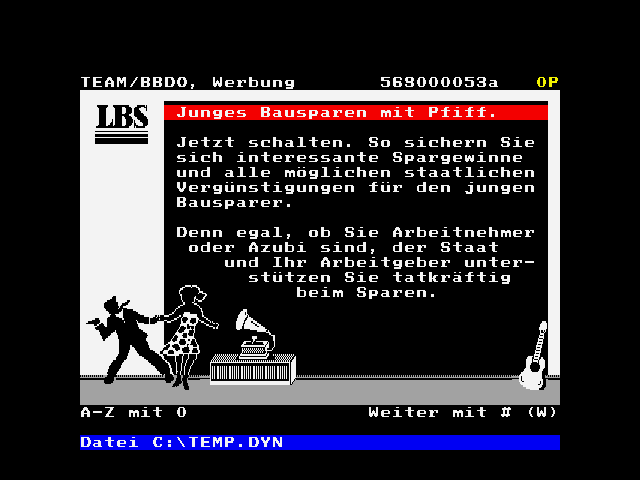 TEAM/BBDO, Werbung 569000053a 0P
LBS
Junges Bausparen mit Pfiff.
Jetzt schalten. So sichern Sie
sich interessante Spargewinne
und alle möglichen staatlichen
Vergünstigungen für den jungen
Bausparer.
Denn egal, ob Sie Arbeitnehmer
oder Azubi sind, der Staat
und Ihr Arbeitgeber unter-
stützen Sie tatkräftig
beim Sparen.
A-Z mit 0 Weiter mit # (W)
Datei C:\TEMP.DYN